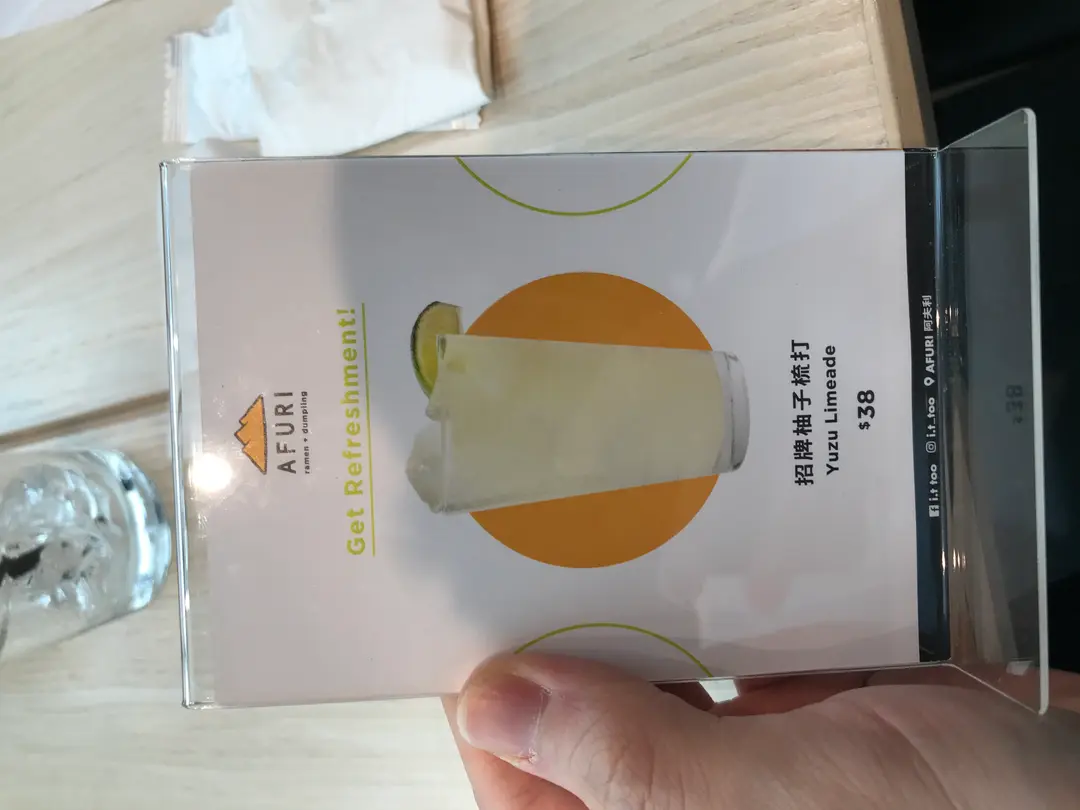 AFURI
ramen + dumpling
Get Refreshment!
招牌柚子梳打
Yuzu Limeade
$38
i.t too i.t_too AFURI 阿夫利